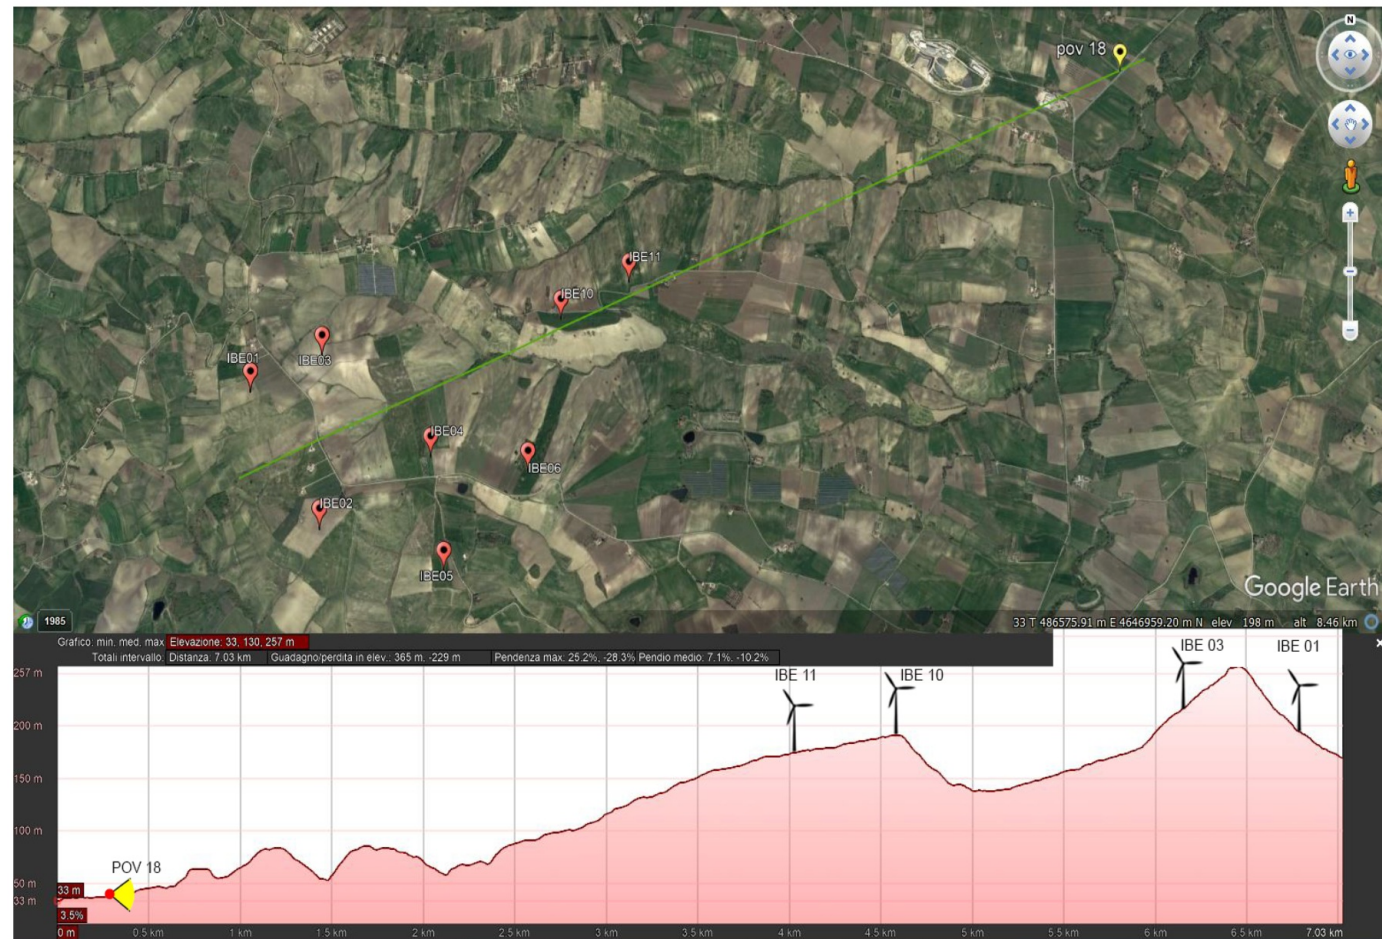 N
pov 18
IBE11
IBE10
IBE01
IBE03
IBE04
IBE06
IBE02
IBE05
Google Earth
1985
33 T 486575.91 m E 4646959.20 m N elev 198 m alt 8.46 km
Grafico: min. med. max Elevazione: 33, 130, 257 m
Totali intervallo: Distanza: 7.03 km Guadagno/perdita in elev.: 365 m. -229 m Pendenza max: 25.2%, -28.3% Pendio medio: 7.1%. -10.2%
IBE 03
IBE 01
257 m
IBE 11
IBE 10
200 m
150 m
100 m
POV 18
50 m
33 m
33 m
3.5%
0 m 0.5 km 1 km 1.5 km 2 km 2.5 km 3 km 3.5 km 4 km 4.5 km 5 km 5.5 km 6 km 6.5 km 7.03 km